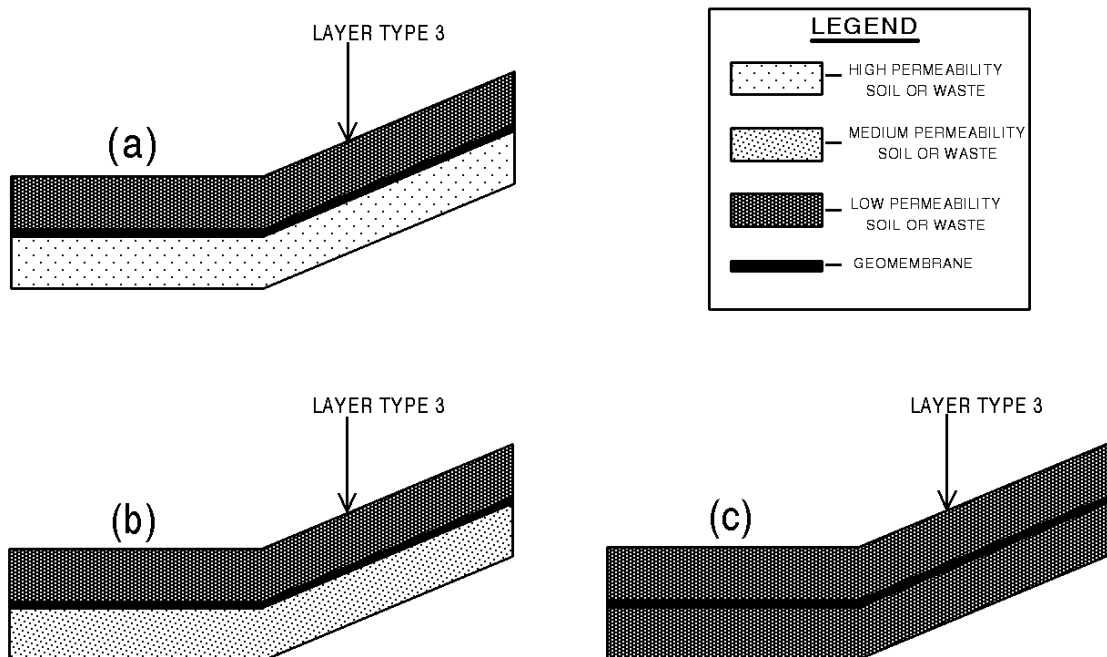 LAYER TYPE 3
(a)
LEGEND
HIGH PERMEABILITY
SOIL OR WASTE
MEDIUM PERMEABILITY
SOIL OR WASTE
LOW PERMEABILITY
SOIL OR WASTE
GEOMEMBRANE
LAYER TYPE 3
(b)
LAYER TYPE 3
(c)